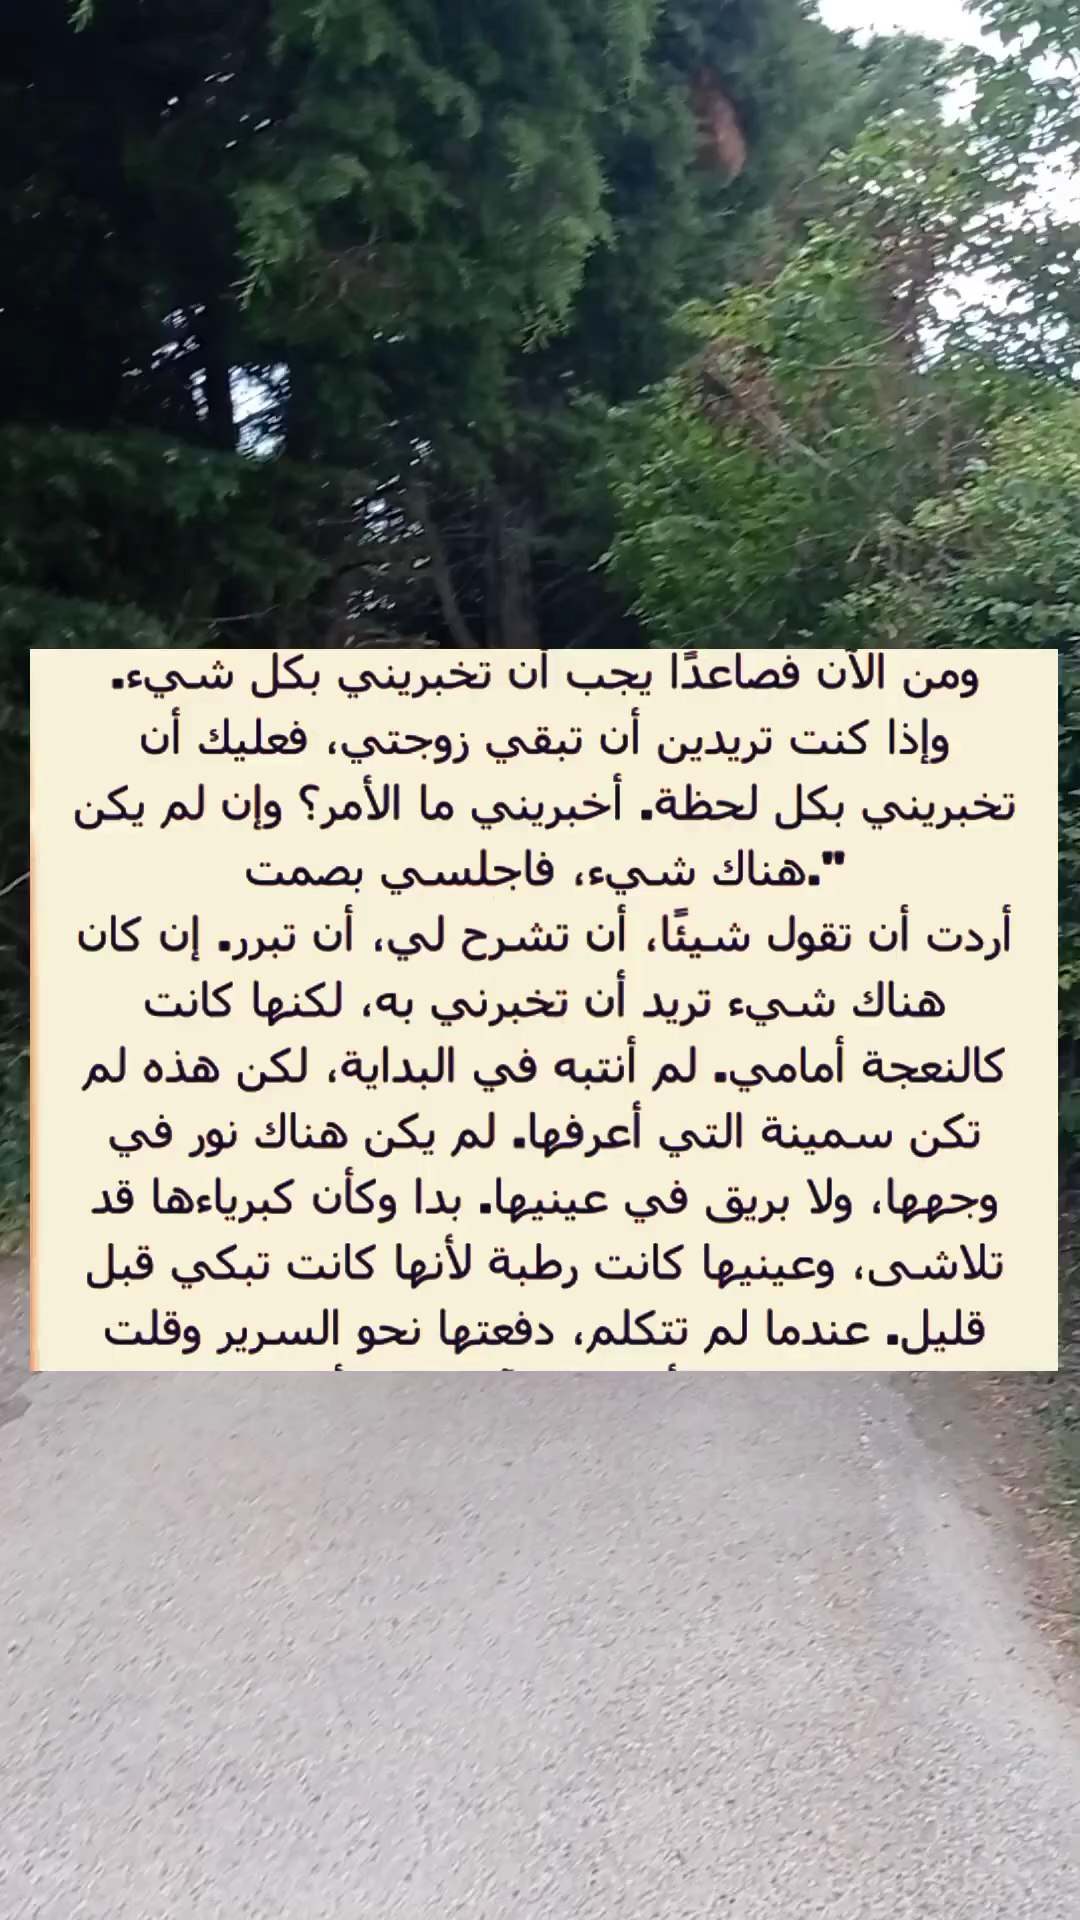 ومن الآن فصاعدًا يجب أن تخبريني بكل شيء.
وإذا كنت تريدين أن تبقي زوجتي، فعليك أن
تخبريني بكل لحظة. أخبريني ما الأمر؟ وإن لم يكن
".هناك شيء، فاجلسي بصمت
أردت أن تقول شيئًا، أن تشرح لي، أن تبرر. إن كان
هناك شيء تريد أن تخبرني به، لكنها كانت
كالنعجة أمامي. لم أنتبه في البداية، لكن هذه لم
تكن سمينة التي أعرفها. لم يكن هناك نور في
وجهها، ولا بريق في عينيها. بدا وكأن كبرياءها قد
تلاشى، وعينيها كانت رطبة لأنها كانت تبكي قبل
قليل. عندما لم تتكلم، دفعتها نحو السرير وقلت